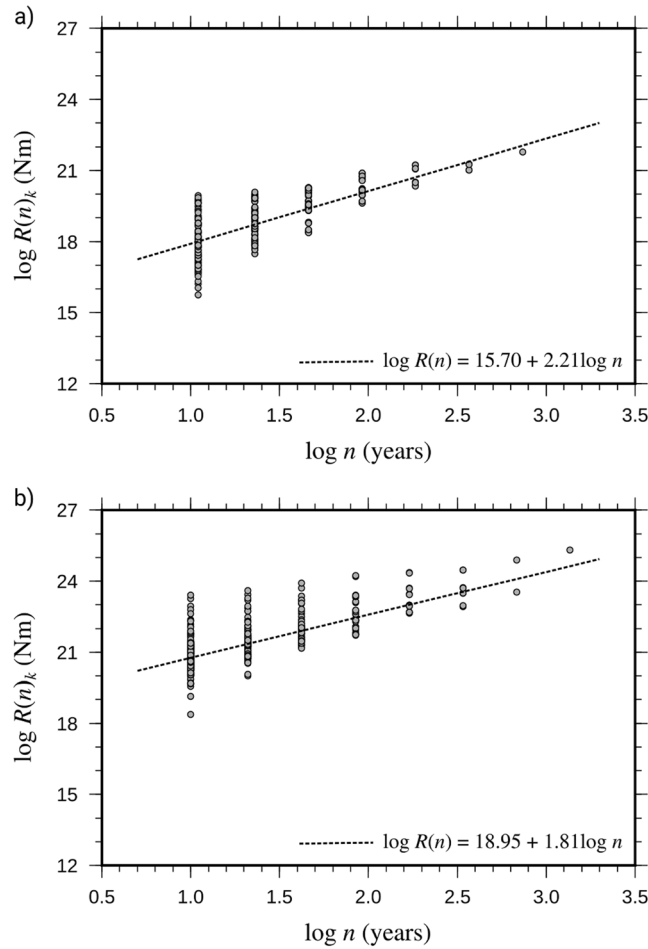 a)
27
24
21
18
15
12
log R(n)k (Nm)
log R(n) = 15.70 + 2.21log n
0.5 1.0 1.5 2.0 2.5 3.0 3.5
log n (years)
b)
27
24
21
18
15
12
log R(n)k (Nm)
log R(n) = 18.95 + 1.81log n
0.5 1.0 1.5 2.0 2.5 3.0 3.5
log n (years)